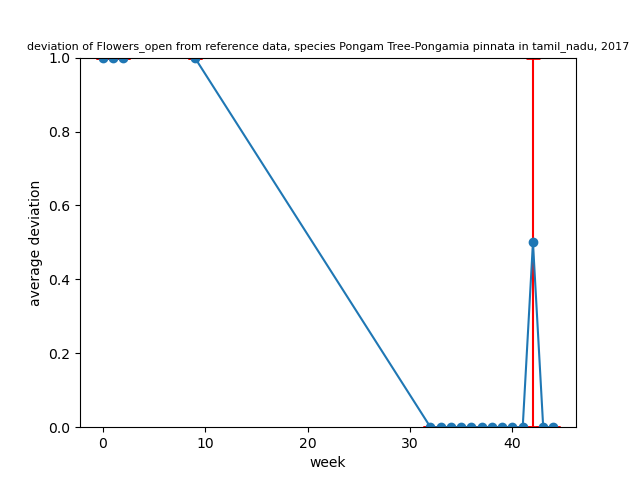 deviation of Flowers_open from reference data, species Pongam Tree-Pongamia pinnata in tamil_nadu, 2017
1.0
0.8
0.6
0.4
0.2
0.0
average deviation
0 10 20 30 40
week